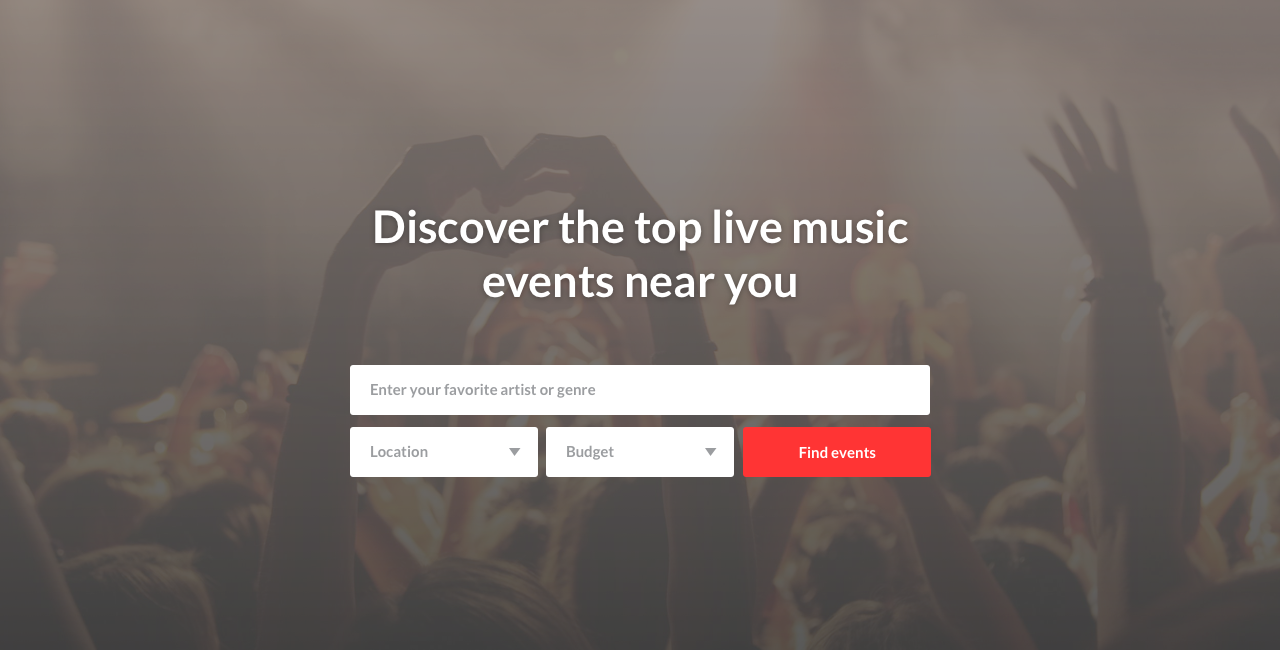 Discover the top live music
events near you
Enter your favorite artist or genre
Location
Budget
Find events